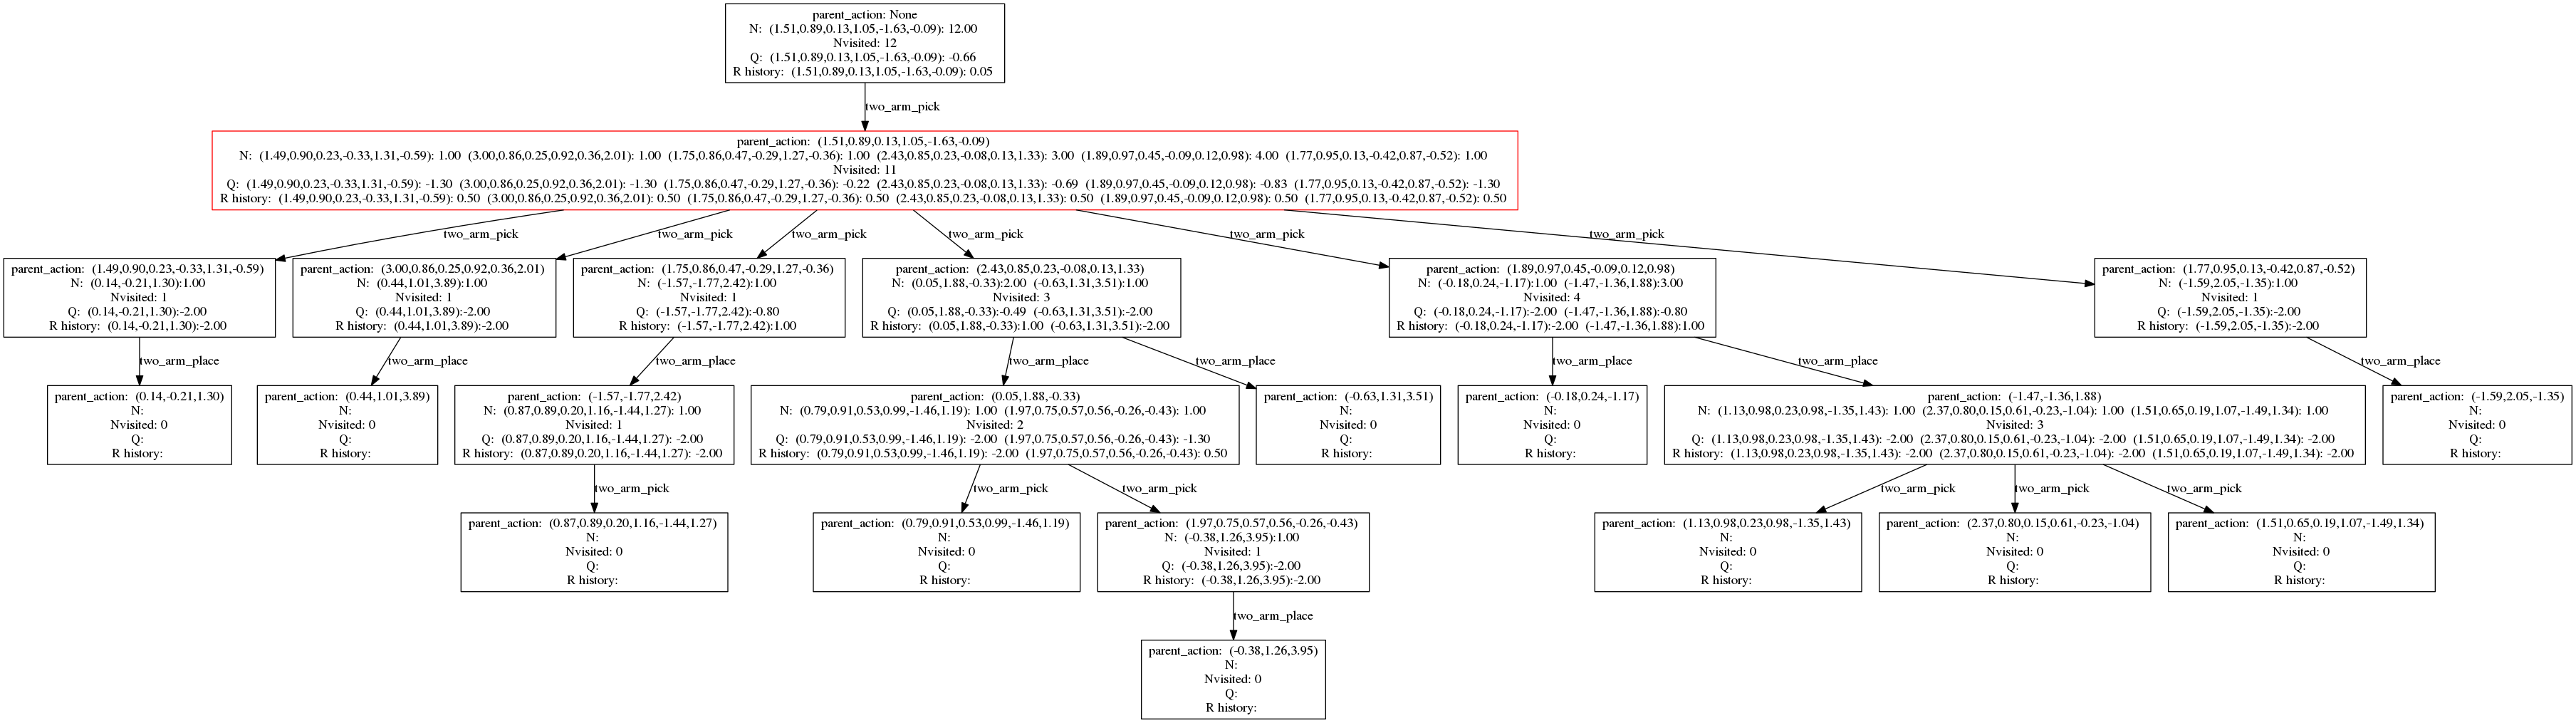 parent_action: None
N: (1.51,0.89,0.13,1.05,-1.63,-0.09): 12.00
Nvisited: 12
Q: (1.51,0.89,0.13,1.05,-1.63,-0.09): -0.66
R history: (1.51,0.89,0.13,1.05,-1.63,-0.09): 0.05
two_arm_pick
parent_action: (1.51,0.89,0.13,1.05,-1.63,-0.09)
N: (1.49,0.90,0.23,-0.33,1.31,-0.59): 1.00 (3.00,0.86,0.25,0.92,0.36,2.01): 1.00 (1.75,0.86,0.47,-0.29,1.27,-0.36): 1.00 (2.43,0.85,0.23,-0.08,0.13,1.33): 3.00 (1.89,0.97,0.45,-0.09,0.12,0.98): 4.00 (1.77,0.95,0.13,-0.42,0.87,-0.52): 1.00
Nvisited: 11
Q: (1.49,0.90,0.23,-0.33,1.31,-0.59): -1.30 (3.00,0.86,0.25,0.92,0.36,2.01): -1.30 (1.75,0.86,0.47,-0.29,1.27,-0.36): -0.22 (2.43,0.85,0.23,-0.08,0.13,1.33): -0.69 (1.89,0.97,0.45,-0.09,0.12,0.98): -0.83 (1.77,0.95,0.13,-0.42,0.87,-0.52): -1.30
R history: (1.49,0.90,0.23,-0.33,1.31,-0.59): 0.50 (3.00,0.86,0.25,0.92,0.36,2.01): 0.50 (1.75,0.86,0.47,-0.29,1.27,-0.36): 0.50 (2.43,0.85,0.23,-0.08,0.13,1.33): 0.50 (1.89,0.97,0.45,-0.09,0.12,0.98): 0.50 (1.77,0.95,0.13,-0.42,0.87,-0.52): 0.50
two_arm_pick
two_arm_pick
two_arm_pick
two_arm_pick
two_arm_pick
two_arm_pick
parent_action: (1.49,0.90,0.23,-0.33,1.31,-0.59)
N: (0.14,-0.21,1.30):1.00
Nvisited: 1
Q: (0.14,-0.21,1.30):-2.00
R history: (0.14,-0.21,1.30):-2.00
parent_action: (3.00,0.86,0.25,0.92,0.36,2.01)
N: (0.44,1.01,3.89):1.00
Nvisited: 1
Q: (0.44,1.01,3.89):-2.00
R history: (0.44,1.01,3.89):-2.00
parent_action: (1.75,0.86,0.47,-0.29,1.27,-0.36)
N: (-1.57,-1.77,2.42):1.00
Nvisited: 1
Q: (-1.57,-1.77,2.42):-0.80
R history: (-1.57,-1.77,2.42):1.00
parent_action: (2.43,0.85,0.23,-0.08,0.13,1.33)
N: (0.05,1.88,-0.33):2.00 (-0.63,1.31,3.51):1.00
Nvisited: 3
Q: (0.05,1.88,-0.33):-0.49 (-0.63,1.31,3.51):-2.00
R history: (0.05,1.88,-0.33):1.00 (-0.63,1.31,3.51):-2.00
parent_action: (1.89,0.97,0.45,-0.09,0.12,0.98)
N: (-0.18,0.24,-1.17):1.00 (-1.47,-1.36,1.88):3.00
Nvisited: 4
Q: (-0.18,0.24,-1.17):-2.00 (-1.47,-1.36,1.88):-0.80
R history: (-0.18,0.24,-1.17):-2.00 (-1.47,-1.36,1.88):1.00
parent_action: (1.77,0.95,0.13,-0.42,0.87,-0.52)
N: (-1.59,2.05,-1.35):1.00
Nvisited: 1
Q: (-1.59,2.05,-1.35):-2.00
R history: (-1.59,2.05,-1.35):-2.00
two_arm_place
two_arm_place
two_arm_place
two_arm_place
two_arm_place
two_arm_place
two_arm_place
two_arm_place
parent_action: (0.14,-0.21,1.30)
N:
Nvisited: 0
Q:
R history:
parent_action: (0.44,1.01,3.89)
N:
Nvisited: 0
Q:
R history:
parent_action: (-1.57,-1.77,2.42)
N: (0.87,0.89,0.20,1.16,-1.44,1.27): 1.00
Nvisited: 1
Q: (0.87,0.89,0.20,1.16,-1.44,1.27): -2.00
R history: (0.87,0.89,0.20,1.16,-1.44,1.27): -2.00
parent_action: (0.05,1.88,-0.33)
N: (0.79,0.91,0.53,0.99,-1.46,1.19): 1.00 (1.97,0.75,0.57,0.56,-0.26,-0.43): 1.00
Nvisited: 2
Q: (0.79,0.91,0.53,0.99,-1.46,1.19): -2.00 (1.97,0.75,0.57,0.56,-0.26,-0.43): -1.30
R history: (0.79,0.91,0.53,0.99,-1.46,1.19): -2.00 (1.97,0.75,0.57,0.56,-0.26,-0.43): 0.50
parent_action: (-0.63,1.31,3.51)
N:
Nvisited: 0
Q:
R history:
parent_action: (-0.18,0.24,-1.17)
N:
Nvisited: 0
Q:
R history:
parent_action: (-1.47,-1.36,1.88)
N: (1.13,0.98,0.23,0.98,-1.35,1.43): 1.00 (2.37,0.80,0.15,0.61,-0.23,-1.04): 1.00 (1.51,0.65,0.19,1.07,-1.49,1.34): 1.00
Nvisited: 3
Q: (1.13,0.98,0.23,0.98,-1.35,1.43): -2.00 (2.37,0.80,0.15,0.61,-0.23,-1.04): -2.00 (1.51,0.65,0.19,1.07,-1.49,1.34): -2.00
R history: (1.13,0.98,0.23,0.98,-1.35,1.43): -2.00 (2.37,0.80,0.15,0.61,-0.23,-1.04): -2.00 (1.51,0.65,0.19,1.07,-1.49,1.34): -2.00
parent_action: (-1.59,2.05,-1.35)
N:
Nvisited: 0
Q:
R history:
two_arm_pick
two_arm_pick
two_arm_pick
two_arm_pick
two_arm_pick
two_arm_pick
parent_action: (0.87,0.89,0.20,1.16,-1.44,1.27)
N:
Nvisited: 0
Q:
R history:
parent_action: (0.79,0.91,0.53,0.99,-1.46,1.19)
N:
Nvisited: 0
Q:
R history:
parent_action: (1.97,0.75,0.57,0.56,-0.26,-0.43)
N: (-0.38,1.26,3.95):1.00
Nvisited: 1
Q: (-0.38,1.26,3.95):-2.00
R history: (-0.38,1.26,3.95):-2.00
parent_action: (1.13,0.98,0.23,0.98,-1.35,1.43)
N:
Nvisited: 0
Q:
R history:
parent_action: (2.37,0.80,0.15,0.61,-0.23,-1.04)
N:
Nvisited: 0
Q:
R history:
parent_action: (1.51,0.65,0.19,1.07,-1.49,1.34)
N:
Nvisited: 0
Q:
R history:
two_arm_place
parent_action: (-0.38,1.26,3.95)
N:
Nvisited: 0
Q:
R history: